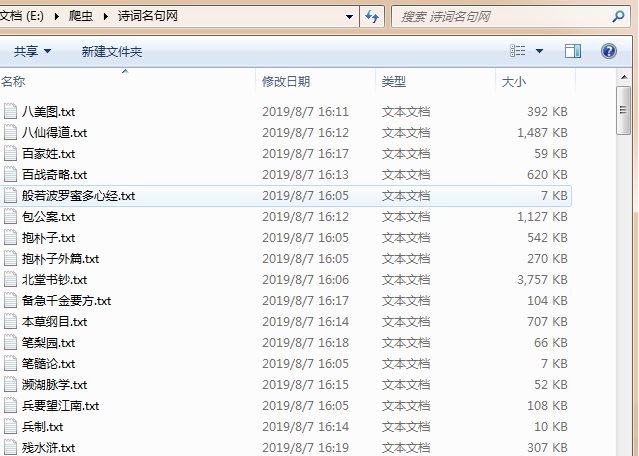 文档 (E:) 爬虫 诗词名句网 搜索 诗词名句网
共享 新建文件夹
名称 修改日期 类型 大小
八美图.txt 2019/8/7 16:11 文本文档 392 KB
八仙得道.txt 2019/8/7 16:12 文本文档 1,487 KB
百家姓.txt 2019/8/7 16:17 文本文档 59 KB
百战奇略.txt 2019/8/7 16:13 文本文档 620 KB
般若波罗蜜多心经.txt 2019/8/7 16:05 文本文档 7 KB
包公案.txt 2019/8/7 16:12 文本文档 1,127 KB
抱朴子.txt 2019/8/7 16:05 文本文档 542 KB
抱朴子外篇.txt 2019/8/7 16:05 文本文档 270 KB
北堂书钞.txt 2019/8/7 16:06 文本文档 3,757 KB
备急千金要方.txt 2019/8/7 16:17 文本文档 104 KB
本草纲目.txt 2019/8/7 16:14 文本文档 707 KB
笔梨园.txt 2019/8/7 16:18 文本文档 66 KB
笔髓论.txt 2019/8/7 16:05 文本文档 7 KB
濒湖脉学.txt 2019/8/7 16:15 文本文档 52 KB
兵要望江南.txt 2019/8/7 16:05 文本文档 108 KB
兵制.txt 2019/8/7 16:14 文本文档 10 KB
残水浒.txt 2019/8/7 16:19 文本文档 307 KB